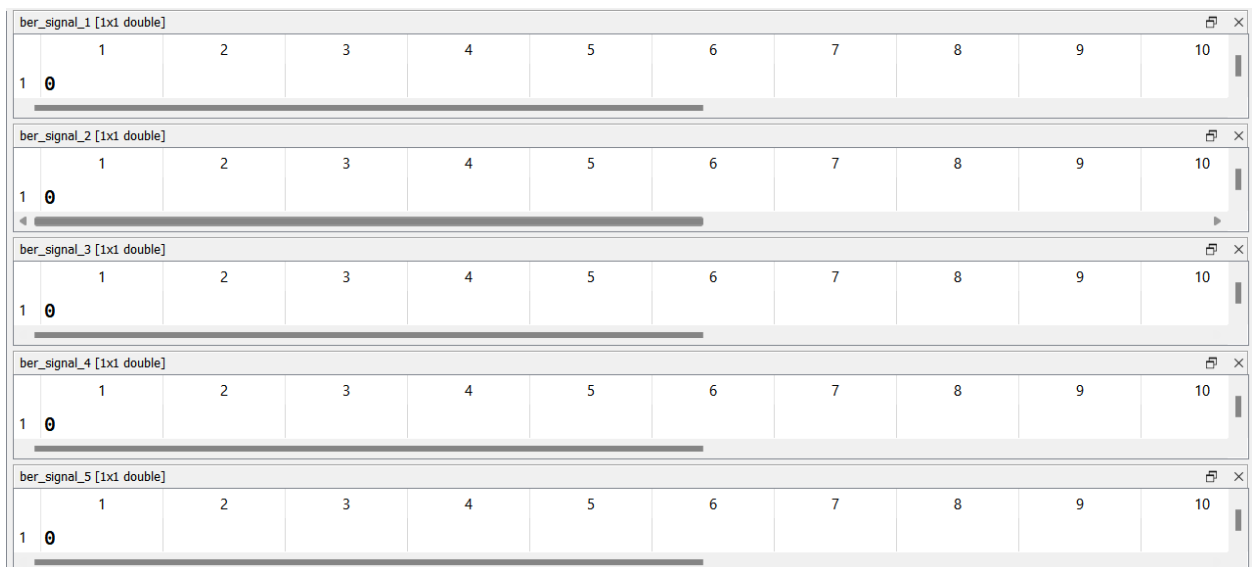 ber_signal_1 [1x1 double]
1 2 3 4 5 6 7 8 9 10
1 0
ber_signal_2 [1x1 double]
1 2 3 4 5 6 7 8 9 10
1 0
ber_signal_3 [1x1 double]
1 2 3 4 5 6 7 8 9 10
1 0
ber_signal_4 [1x1 double]
1 2 3 4 5 6 7 8 9 10
1 0
ber_signal_5 [1x1 double]
1 2 3 4 5 6 7 8 9 10
1 0